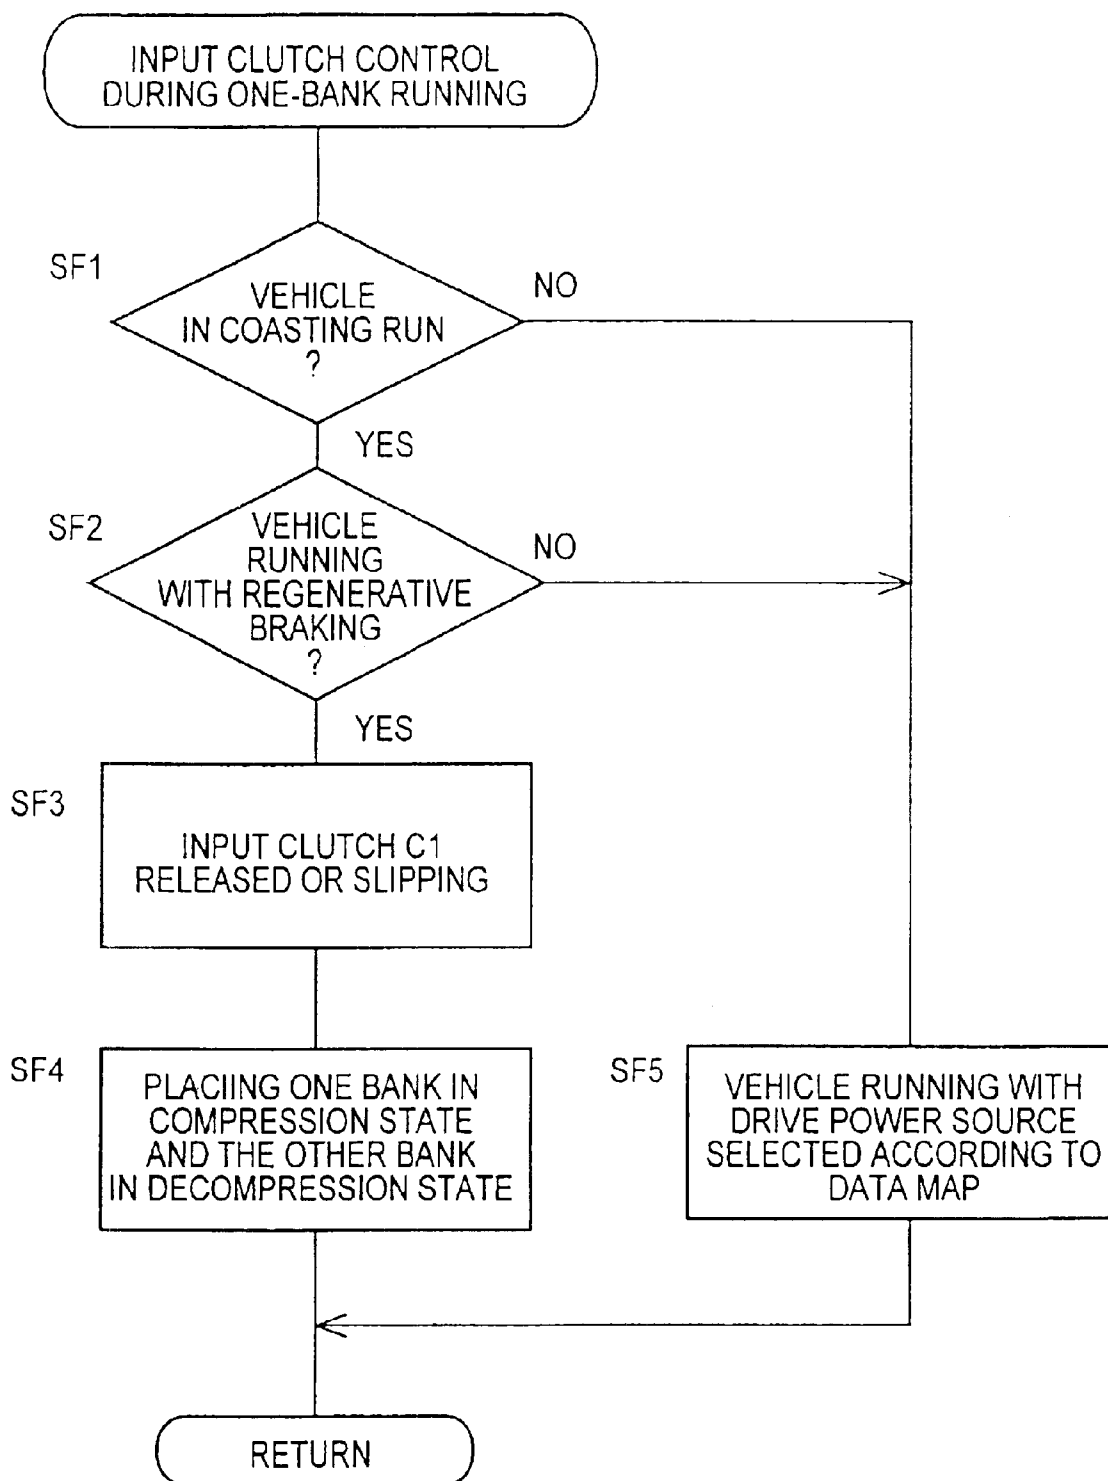 INPUT CLUTCH CONTROL
DURING ONE-BANK RUNNING
SF1
VEHICLE
IN COASTING RUN
?
NO
YES
SF2
VEHICLE
RUNNING
WITH REGENERATIVE
BRAKING
?
NO
YES
SF3
INPUT CLUTCH C1
RELEASED OR SLIPPING
SF4
PLACIING ONE BANK IN
COMPRESSION STATE
AND THE OTHER BANK
IN DECOMPRESSION STATE
SF5
VEHICLE RUNNING WITH
DRIVE POWER SOURCE
SELECTED ACCORDING TO
DATA MAP
RETURN